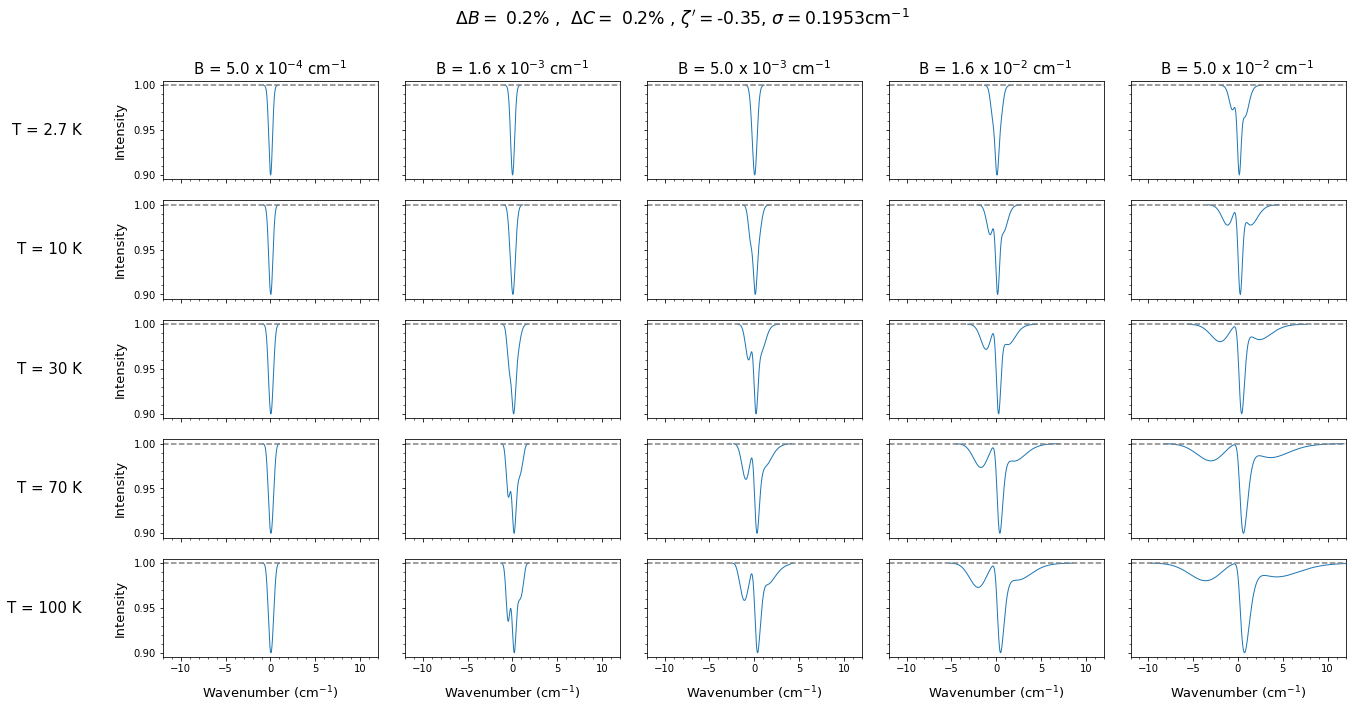 ΔB = 0.2% , ΔC = 0.2% , ζ′ = -0.35, σ = 0.1953cm⁻¹
B = 5.0 x 10⁻⁴ cm⁻¹ B = 1.6 x 10⁻³ cm⁻¹ B = 5.0 x 10⁻³ cm⁻¹ B = 1.6 x 10⁻² cm⁻¹ B = 5.0 x 10⁻² cm⁻¹
1.00
T = 2.7 K Intensity 0.95
0.90
1.00
T = 10 K Intensity 0.95
0.90
1.00
T = 30 K Intensity 0.95
0.90
1.00
T = 70 K Intensity 0.95
0.90
1.00
T = 100 K Intensity 0.95
0.90
−10 −5 0 5 10 −10 −5 0 5 10 −10 −5 0 5 10 −10 −5 0 5 10 −10 −5 0 5 10
Wavenumber (cm⁻¹) Wavenumber (cm⁻¹) Wavenumber (cm⁻¹) Wavenumber (cm⁻¹) Wavenumber (cm⁻¹)